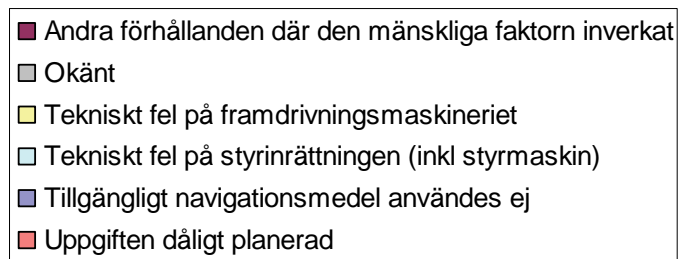 Andra förhållanden där den mänskliga faktorn inverkat
Okänt
Tekniskt fel på framdrivningsmaskineriet
Tekniskt fel på styrinrättningen (inkl styrmaskin)
Tillgängligt navigationsmedel användes ej
Uppgiften dåligt planerad